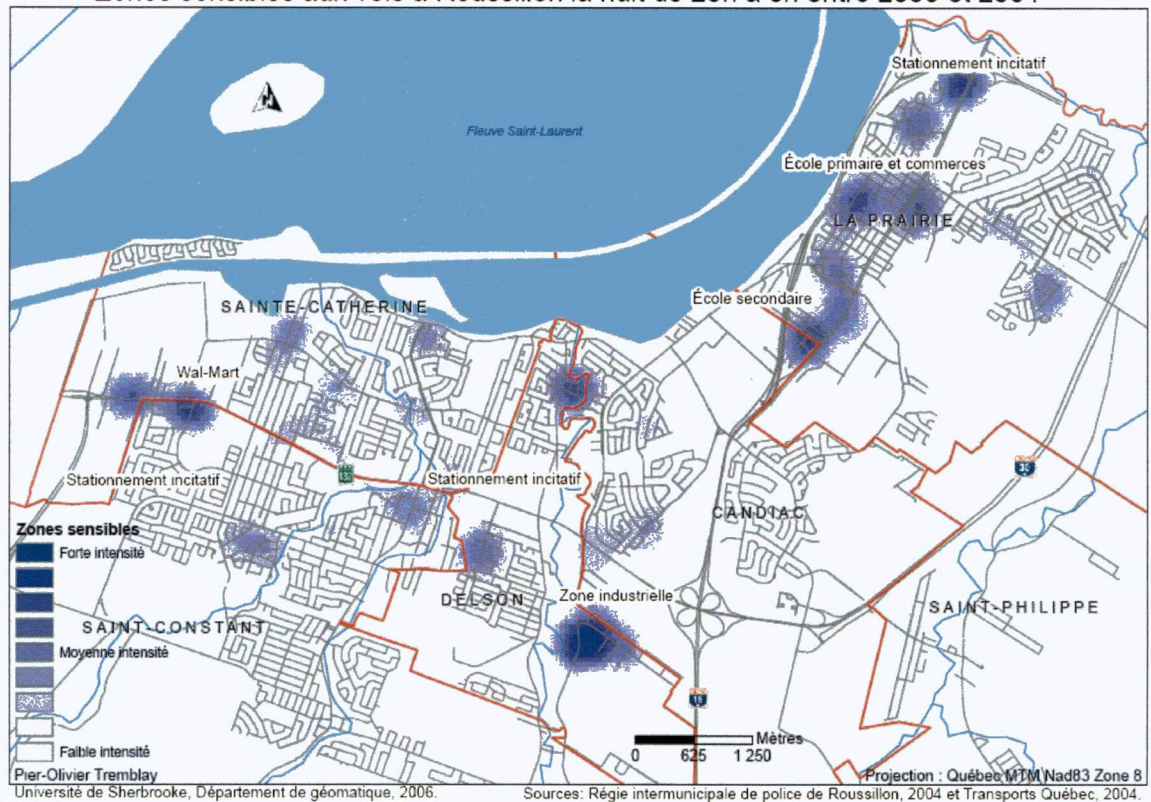 Stationnement incitatif
Fleuve Saint-Laurent
École primaire et commerces
LA PRAIRIE
École secondaire
SAINTE-CATHERINE
Wal-Mart
Stationnement incitatif
Stationnement incitatif
132
30
Zones sensibles
Forte intensité
CANDIAC
Zone industrielle
DELSON
SAINT-PHILIPPE
SAINT-CONSTANT
Moyenne intensité
15
Mètres
0 625 1 250
Faible intensité
Pier-Olivier Tremblay
Projection : Québec MTM Nad83 Zone 8
Université de Sherbrooke, Département de géomatique, 2006.
Sources: Régie intermunicipale de police de Roussillon, 2004 et Transports Québec, 2004.